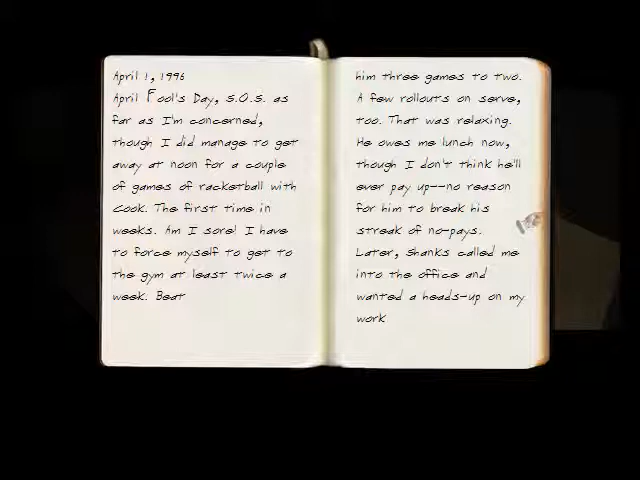 April 1, 1996
April Fool's Day, S.O.S. as
far as I'm concerned,
though I did manage to get
away at noon for a couple
of games of racketball with
Cook. The first time in
weeks. Am I sore! I have
to force myself to get to
the gym at least twice a
week. Beat
him three games to two.
A few rollouts on serve,
too. That was relaxing.
He owes me lunch now,
though I don't think he'll
ever pay up--no reason
for him to break his
streak of no-pays.
Later, Shanks called me
into the office and
wanted a heads-up on my
work